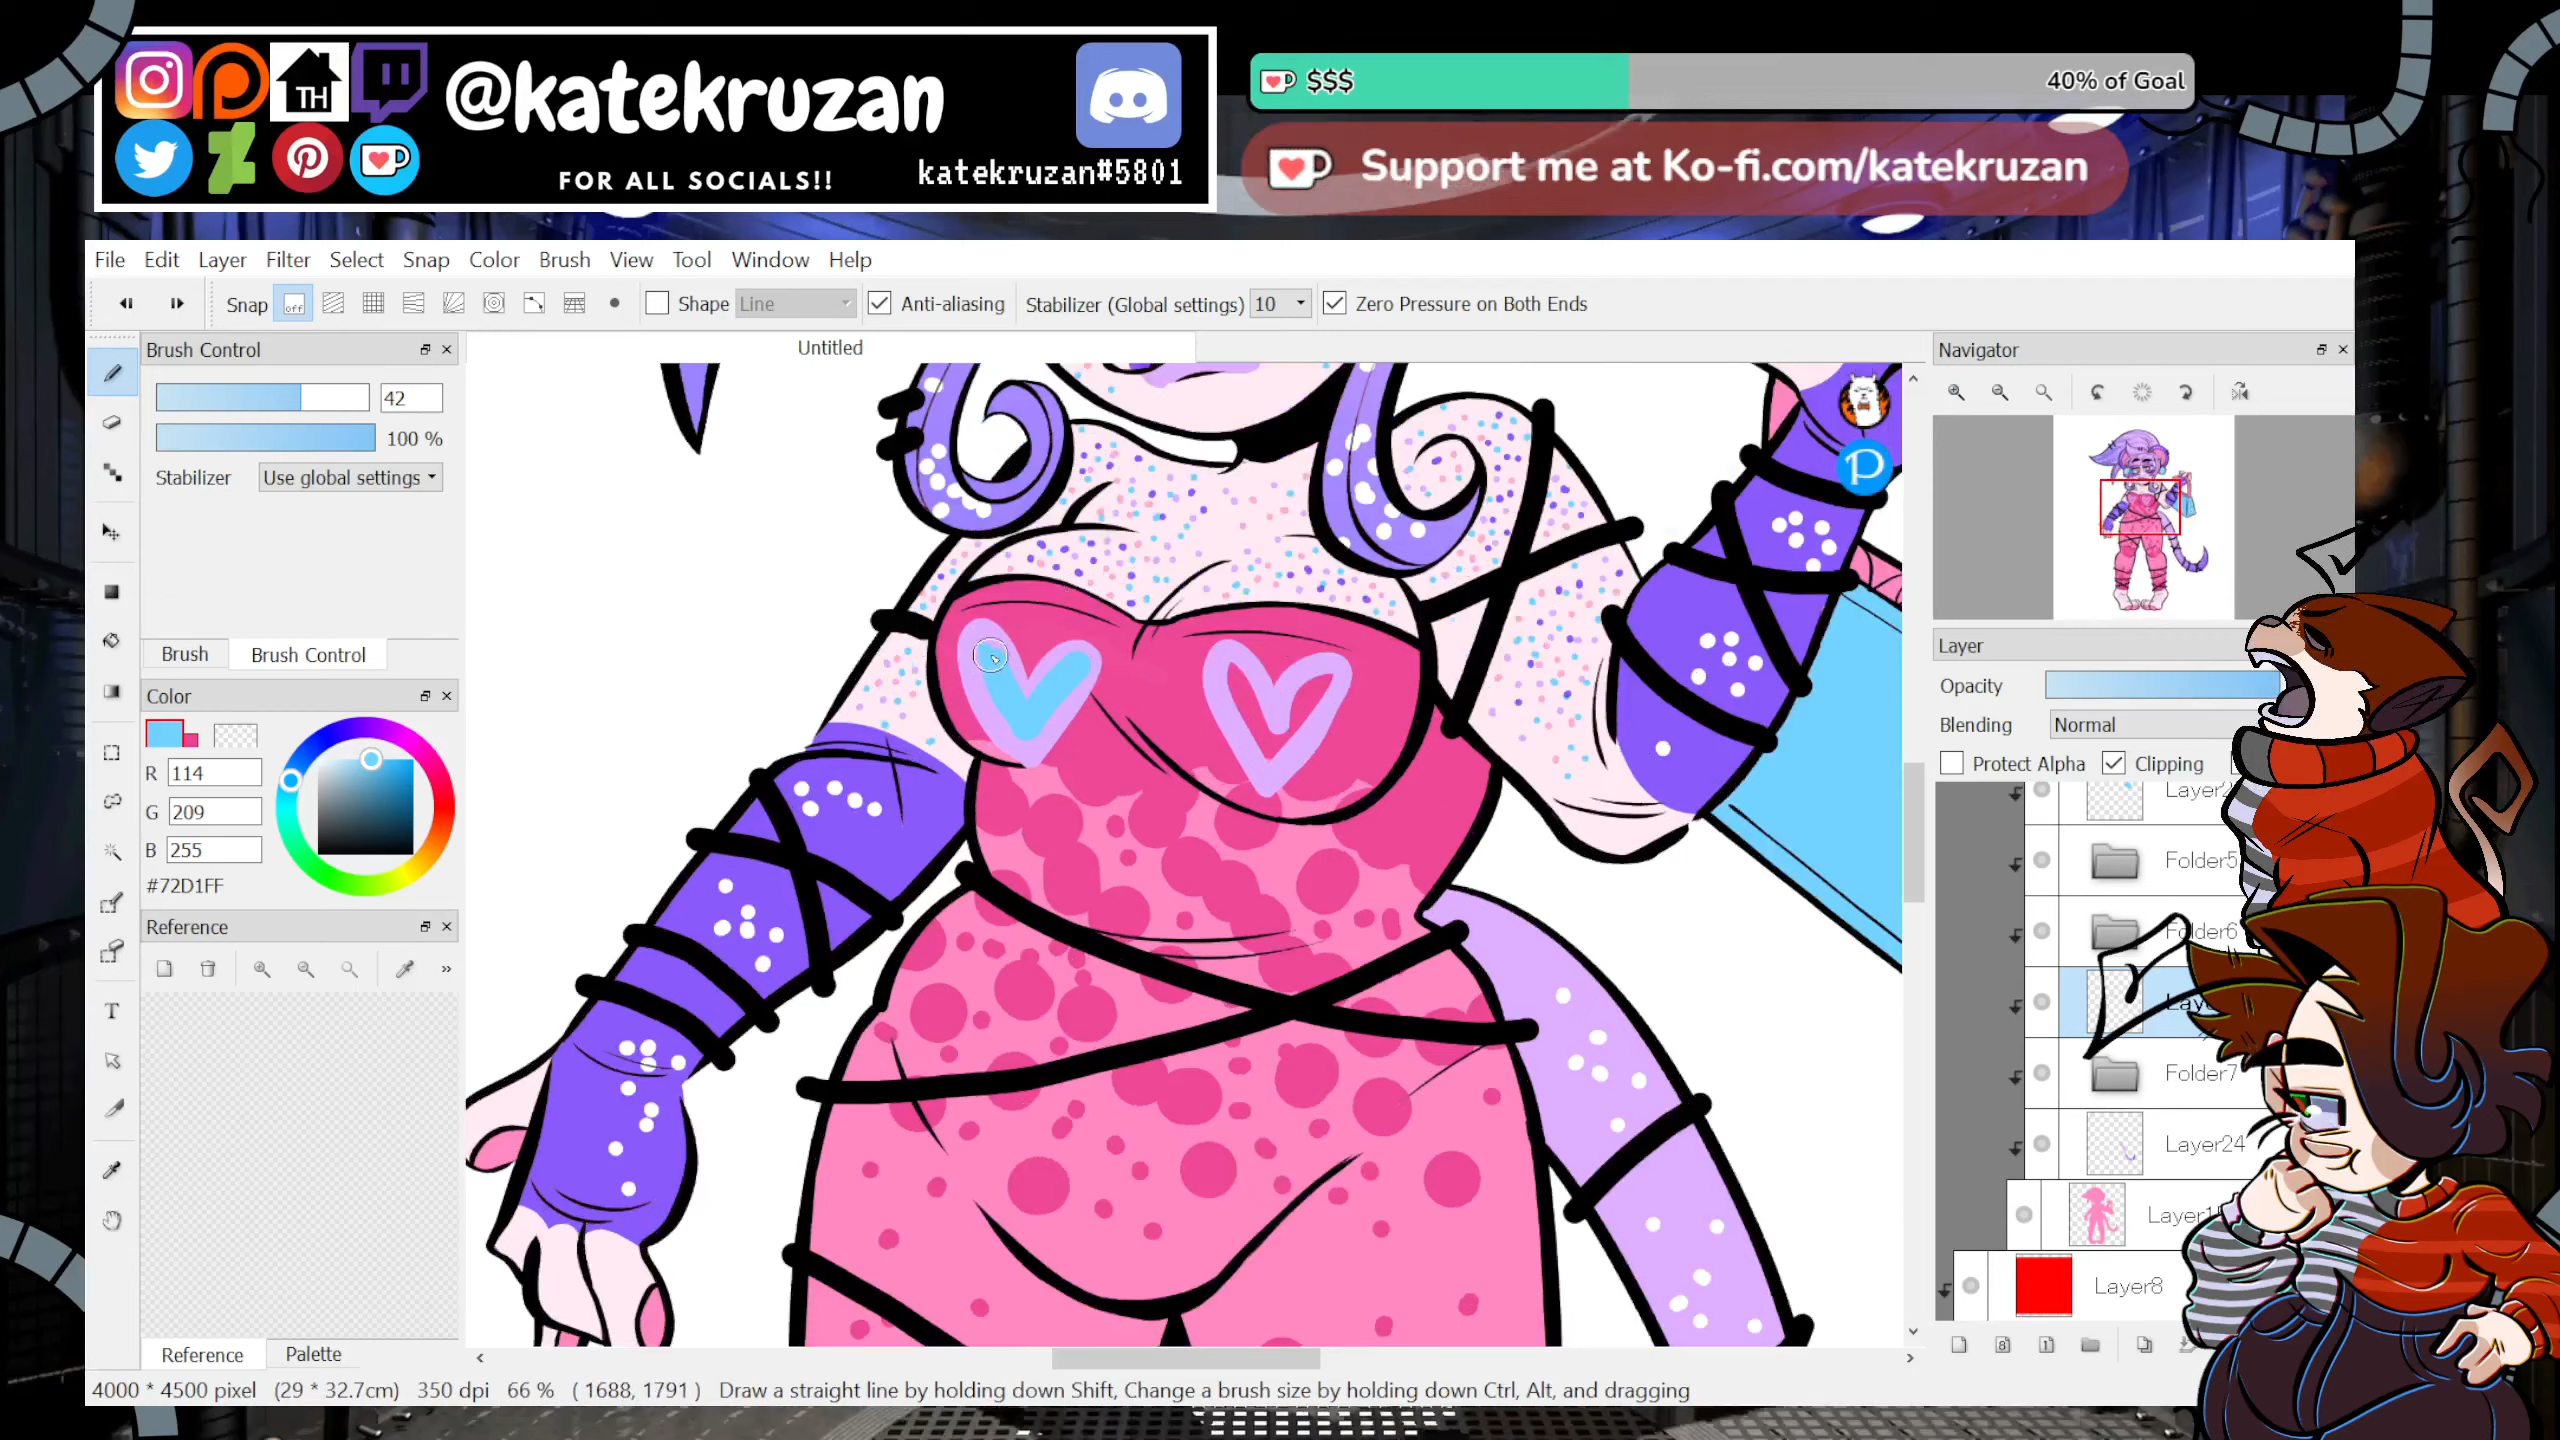 @katekruzan
FOR ALL SOCIALS!!
katekruzan#5801
TH
$$$
40% of Goal
Support me at Ko-fi.com/katekruzan
File Edit Layer Filter Select Snap Color Brush View Tool Window Help
Snap off Shape Line Anti-aliasing Stabilizer (Global settings) 10 Zero Pressure on Both Ends
Brush Control
42
100 %
Stabilizer Use global settings
Brush Brush Control
Color
R 114
G 209
B 255
#72D1FF
Reference
T
Reference Palette
Untitled
Navigator
Layer
Opacity
Blending Normal
Protect Alpha Clipping
Folder5
Folder6
Folder7
Layer24
Layer8
4000 * 4500 pixel (29 * 32.7cm) 350 dpi 66 % ( 1688, 1791 ) Draw a straight line by holding down Shift, Change a brush size by holding down Ctrl, Alt, and dragging